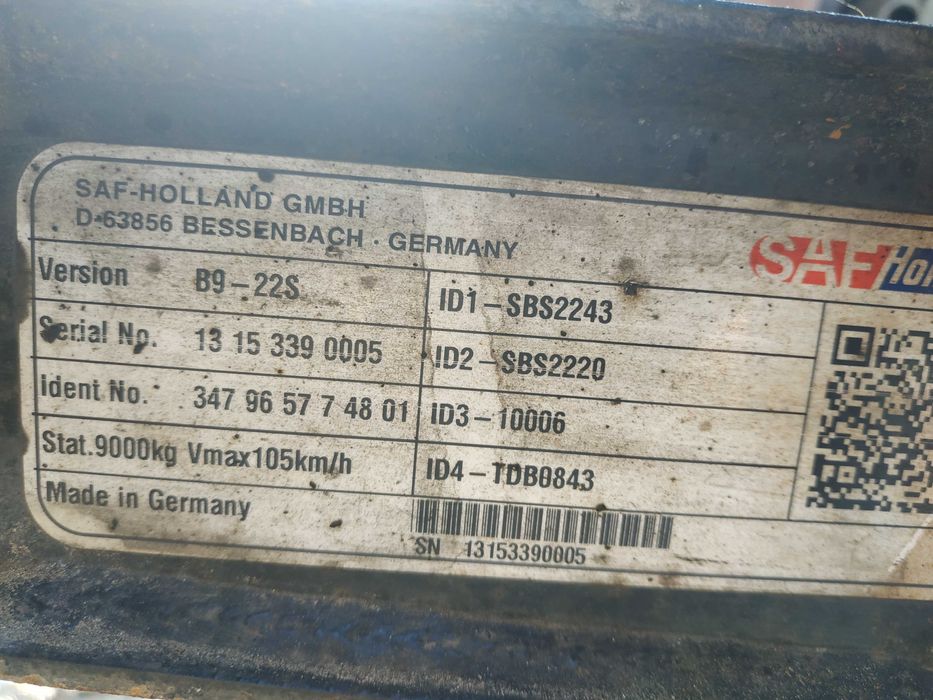 SAF-HOLLAND GMBH
D-63856 BESSENBACH · GERMANY
SAF
Version B9-22S
Serial No. 13 15 339 0005
Ident No. 347 96 57 7 48 01
Stat.9000kg Vmax105km/h
Made in Germany
ID1-SBS2243
ID2-SBS2220
ID3-10006
ID4-TDB0843
SN 13153390005